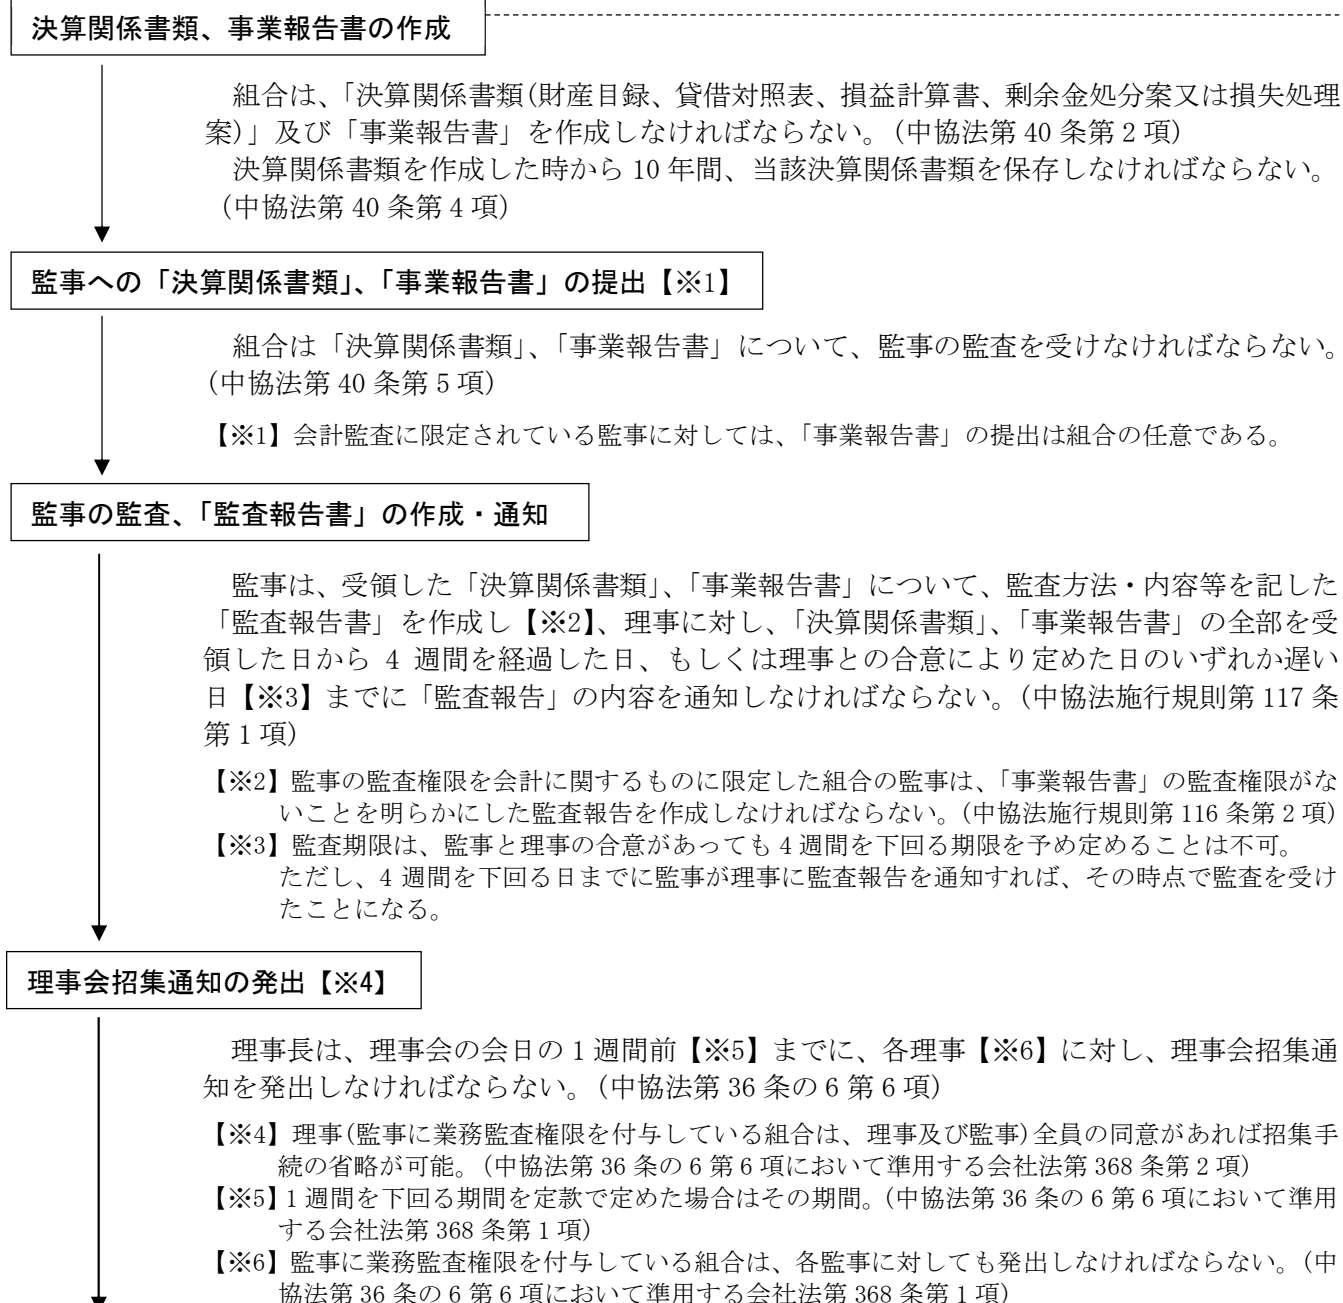 決算関係書類、事業報告書の作成
組合は、「決算関係書類(財産目録、貸借対照表、損益計算書、剰余金処分案又は損失処理
案)」及び「事業報告書」を作成しなければならない。(中協法第 40 条第 2 項)
決算関係書類を作成した時から 10 年間、当該決算関係書類を保存しなければならない。
(中協法第 40 条第 4 項)
監事への「決算関係書類」、「事業報告書」の提出【※1】
組合は「決算関係書類」、「事業報告書」について、監事の監査を受けなければならない。
(中協法第 40 条第 5 項)
【※1】会計監査に限定されている監事に対しては、「事業報告書」の提出は組合の任意である。
監事の監査、「監査報告書」の作成・通知
監事は、受領した「決算関係書類」、「事業報告書」について、監査方法・内容等を記した
「監査報告書」を作成し【※2】、理事に対し、「決算関係書類」、「事業報告書」の全部を受
領した日から 4 週間を経過した日、もしくは理事との合意により定めた日のいずれか遅い
日【※3】までに「監査報告」の内容を通知しなければならない。(中協法施行規則第 117 条
第 1 項)
【※2】監事の監査権限を会計に関するものに限定した組合の監事は、「事業報告書」の監査権限がな
いことを明らかにした監査報告を作成しなければならない。(中協法施行規則第 116 条第 2 項)
【※3】監査期限は、監事と理事の合意があっても 4 週間を下回る期限を予め定めることは不可。
ただし、4 週間を下回る日までに監事が理事に監査報告を通知すれば、その時点で監査を受け
たことになる。
理事会招集通知の発出【※4】
理事長は、理事会の会日の 1 週間前【※5】までに、各理事【※6】に対し、理事会招集通
知を発出しなければならない。(中協法第 36 条の 6 第 6 項)
【※4】理事(監事に業務監査権限を付与している組合は、理事及び監事)全員の同意があれば招集手
続の省略が可能。(中協法第 36 条の 6 第 6 項において準用する会社法第 368 条第 2 項)
【※5】1 週間を下回る期間を定款で定めた場合はその期間。(中協法第 36 条の 6 第 6 項において準用
する会社法第 368 条第 1 項)
【※6】監事に業務監査権限を付与している組合は、各監事に対しても発出しなければならない。(中
協法第 36 条の 6 第 6 項において準用する会社法第 368 条第 1 項)